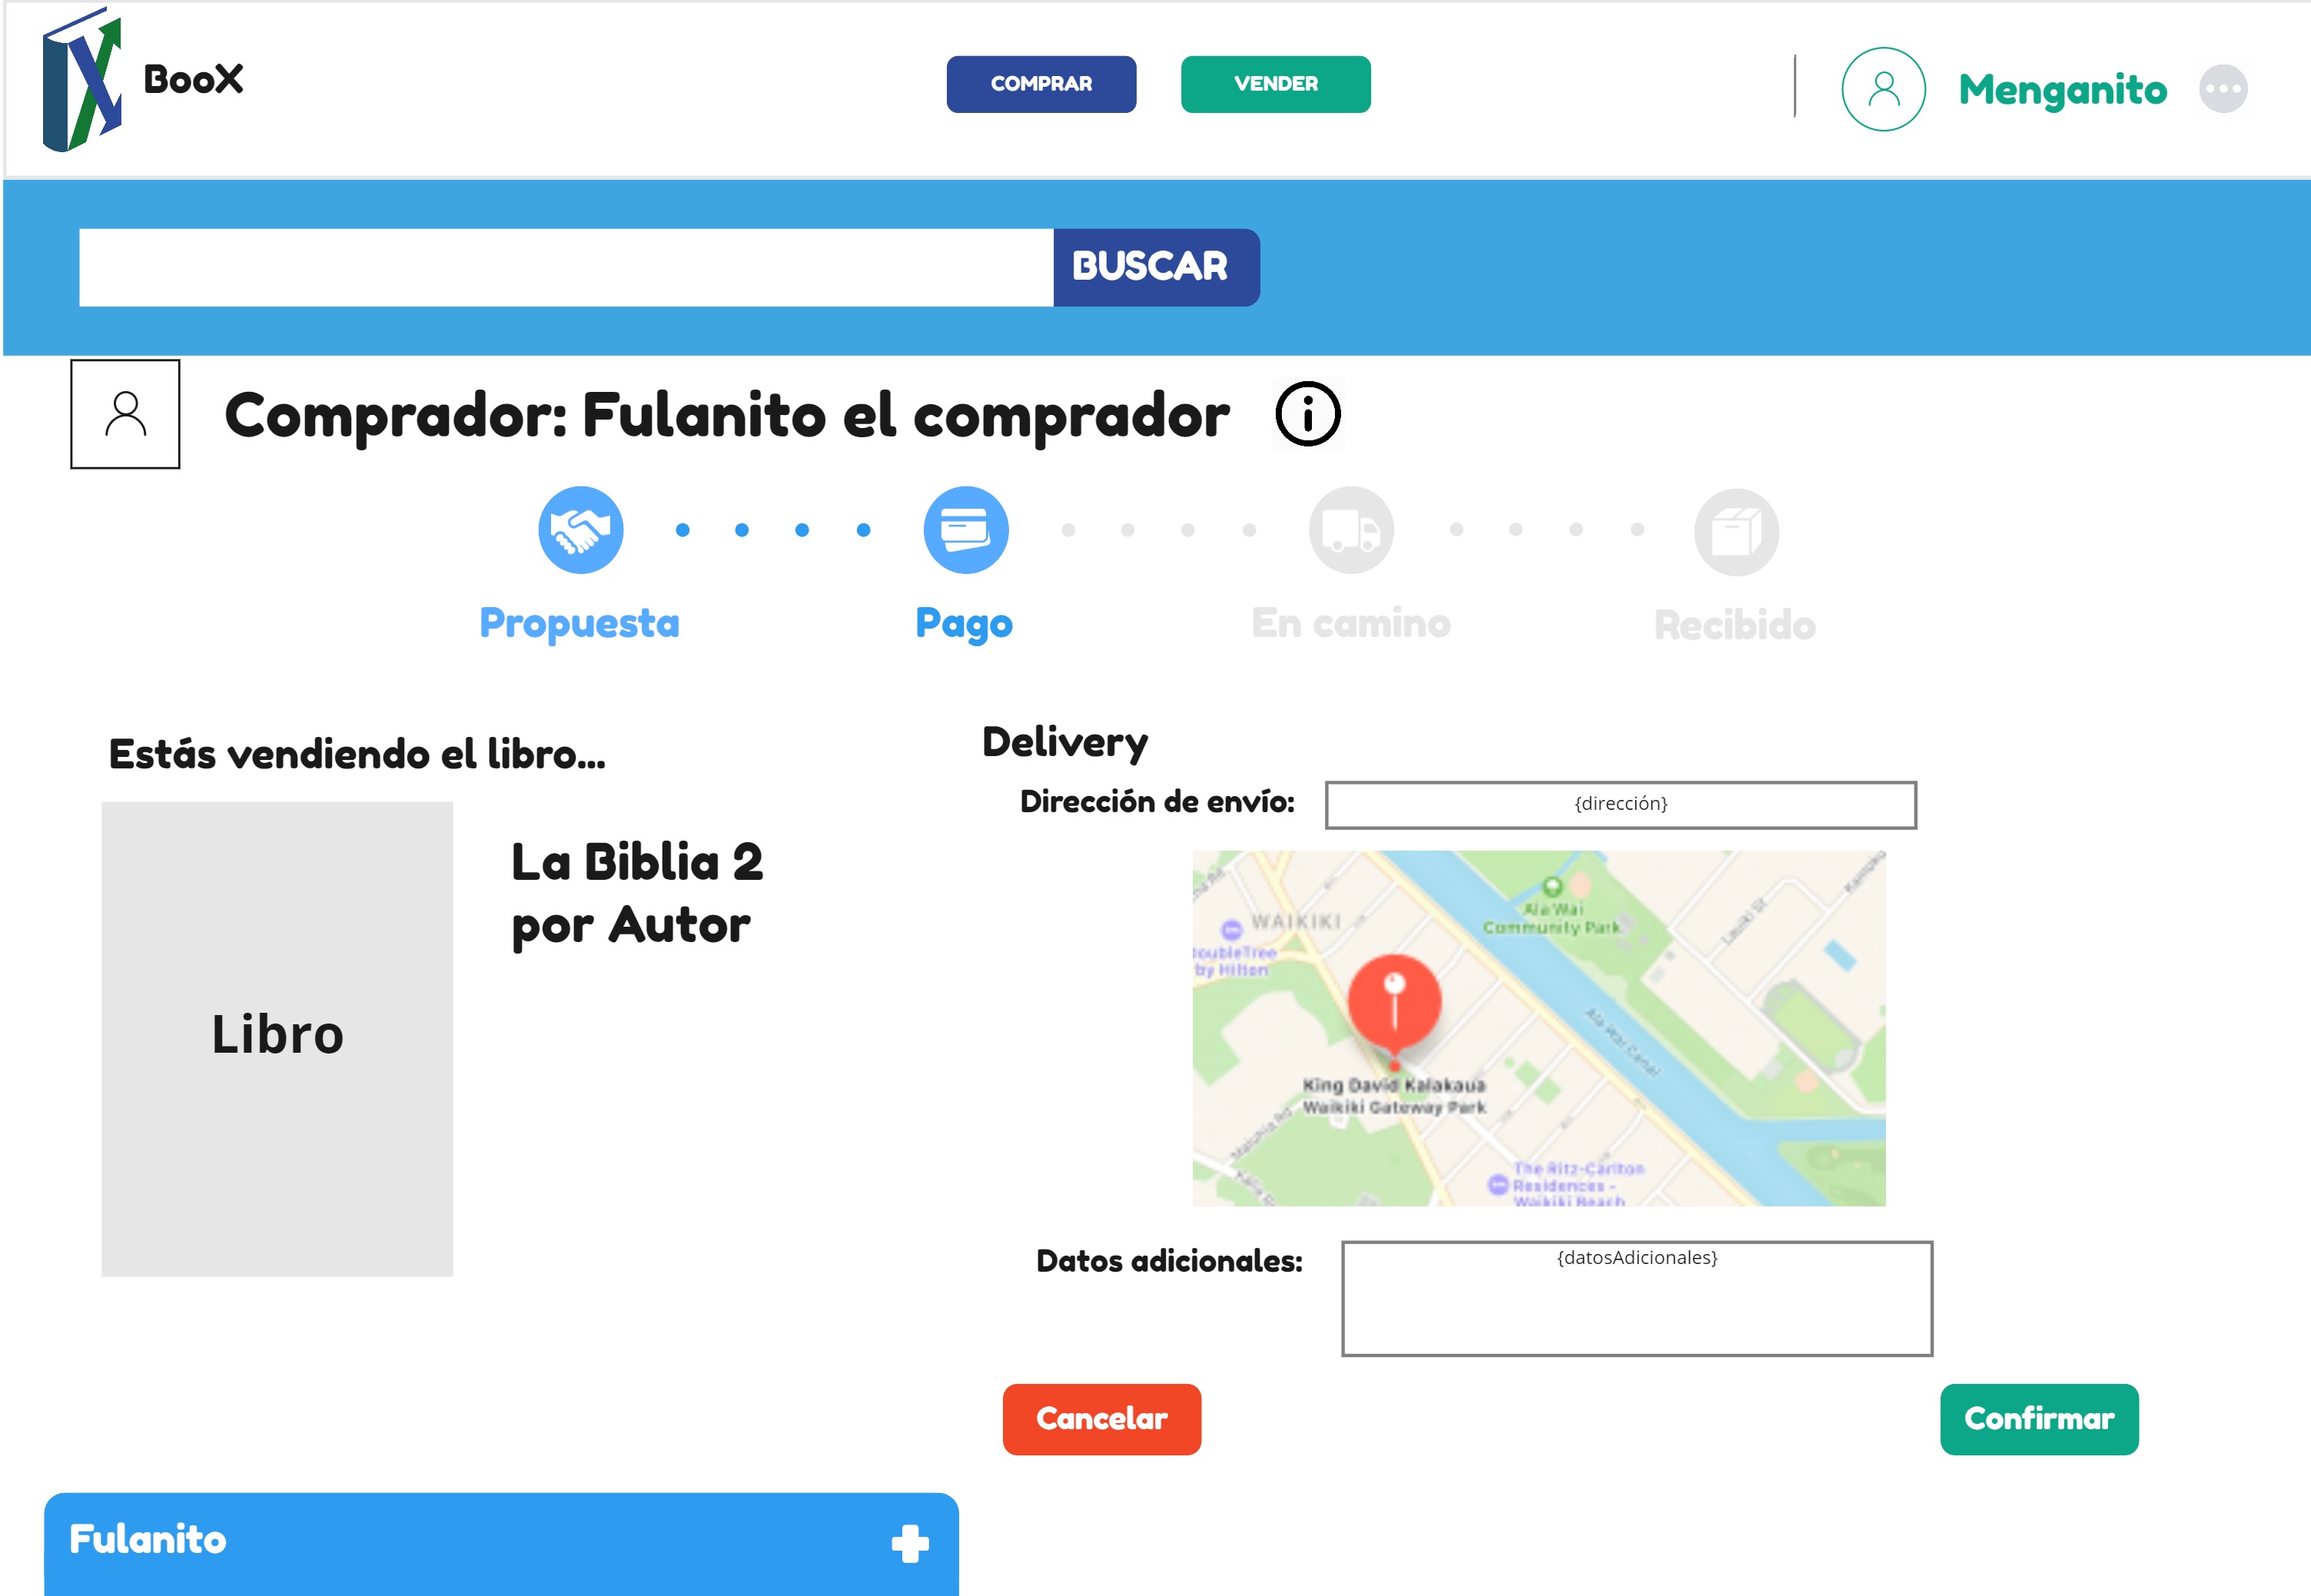 BooX
COMPRAR
VENDER
Menganito
BUSCAR
Comprador: Fulanito el comprador
Propuesta
Pago
En camino
Recibido
Estás vendiendo el libro...
Libro
La Biblia 2
por Autor
Delivery
Dirección de envío:
{dirección}
WAIKIKI
DoubleTree
by Hilton
Ala Wai
Community Park
Lauiki St
Ala Wai Canal
King David Kalakaua
Waikiki Gateway Park
The Ritz-Carlton
Residences -
Waikiki Beach
Datos adicionales:
{datosAdicionales}
Cancelar
Confirmar
Fulanito